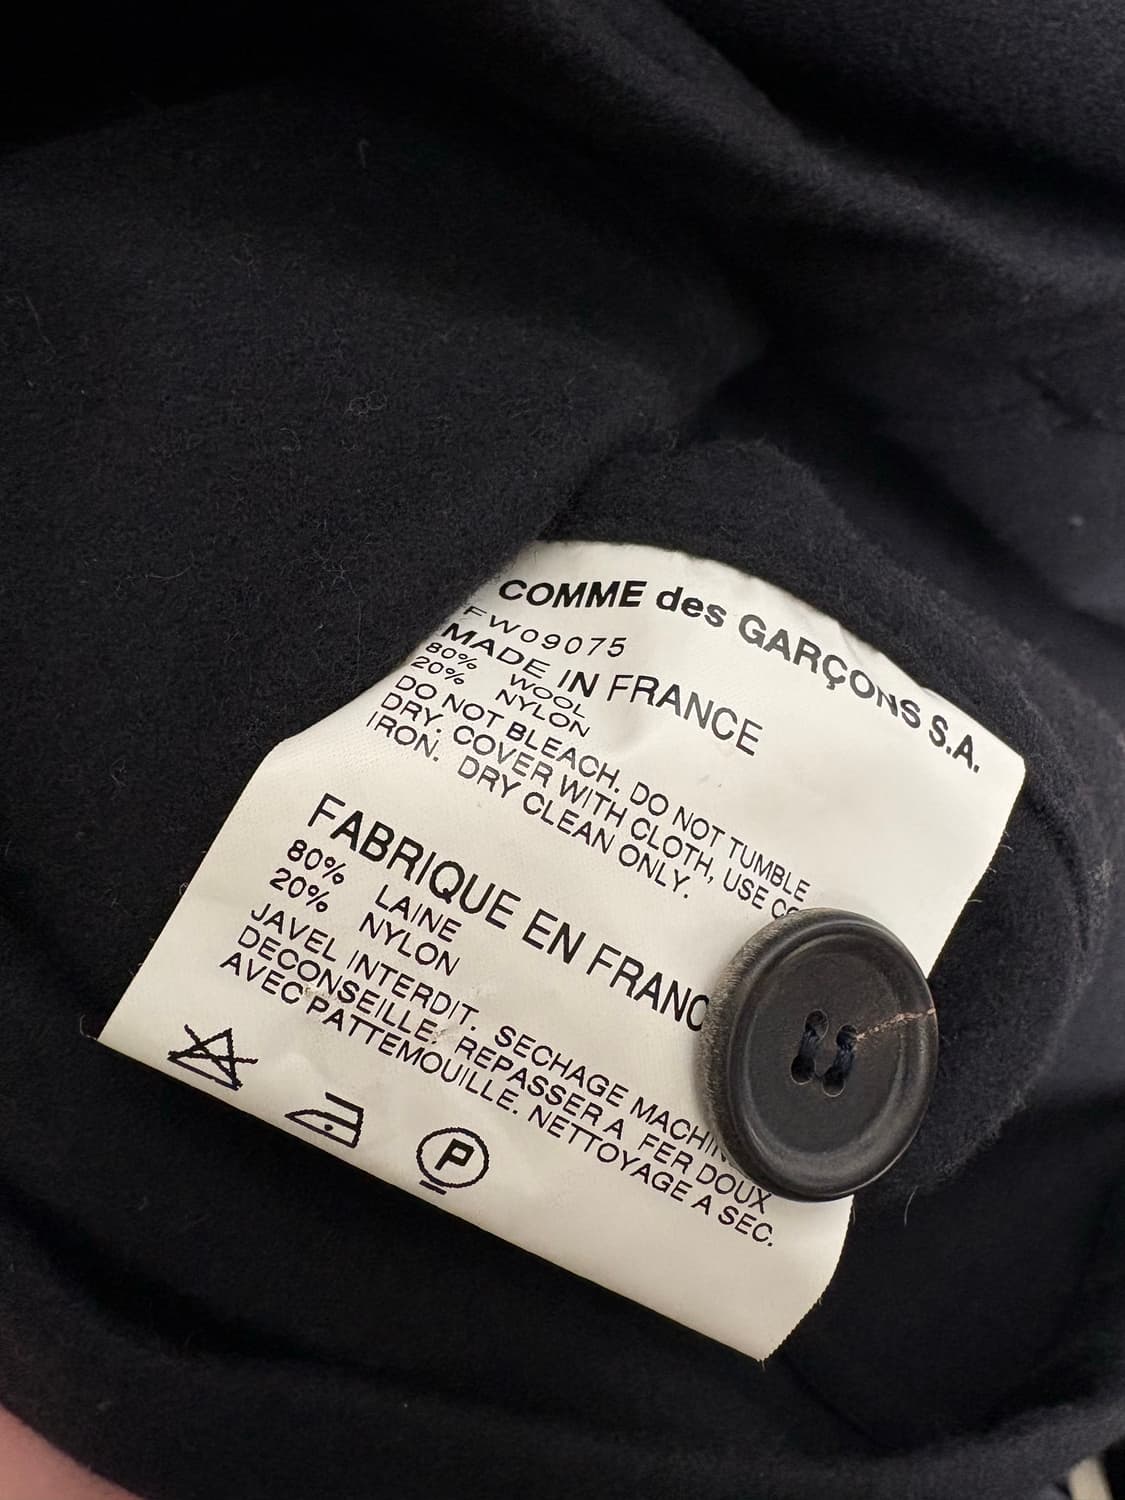 COMME des GARÇONS S.A.
FW09075
MADE IN FRANCE
80% WOOL
20% NYLON
DO NOT BLEACH. DO NOT TUMBLE
DRY. COVER WITH CLOTH, USE
IRON. DRY CLEAN ONLY.
FABRIQUE EN FRANC
80% LAINE
20% NYLON
JAVEL INTERDIT. SECHAGE MACHIN
DECONSEILLE. REPASSER A FER DOUX
AVEC PATTEMOUILLE. NETTOYAGE A SEC.
P